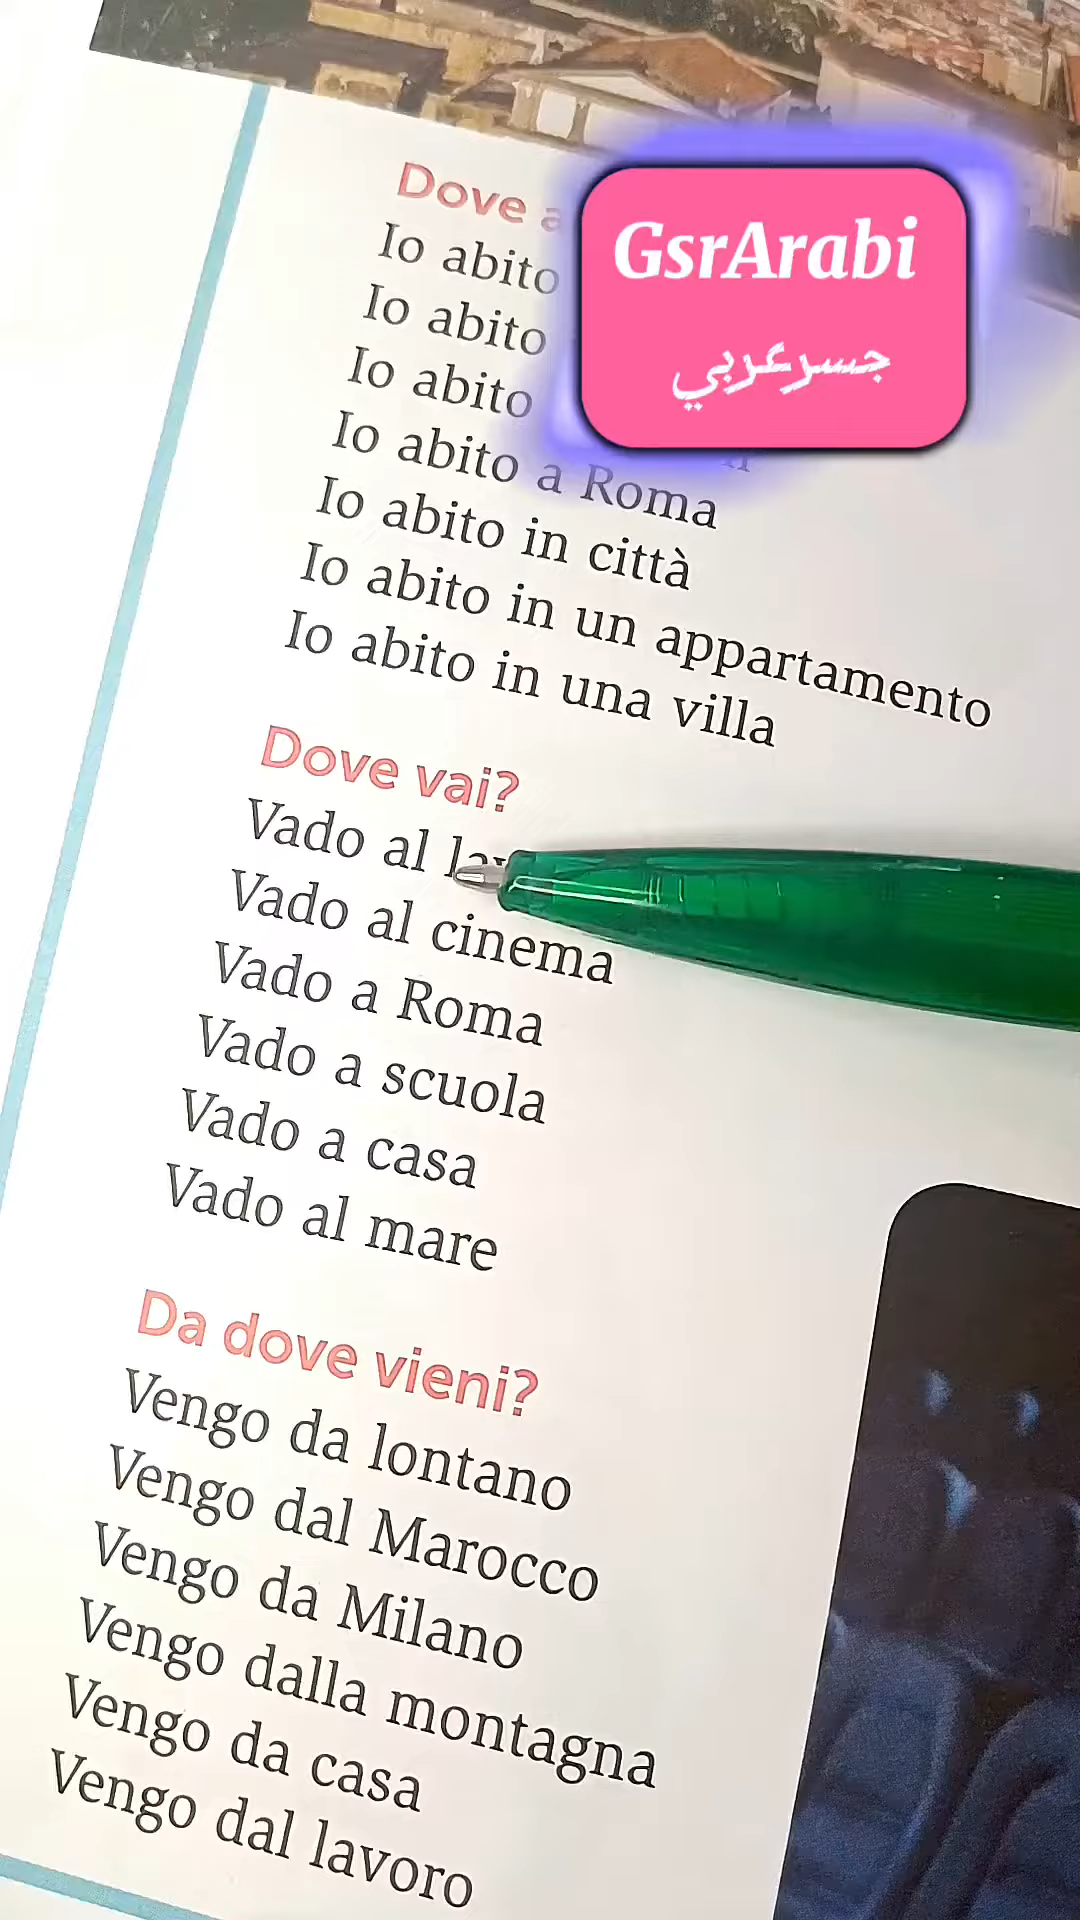 Dove
GsrArabi
جسر عربي
Io abito
Io abito
Io abito
Io abito a Roma
Io abito in città
Io abito in un appartamento
Io abito in una villa
Dove vai?
Vado al
Vado al cinema
Vado a Roma
Vado a scuola
Vado a casa
Vado al mare
Da dove vieni?
Vengo da lontano
Vengo dal Marocco
Vengo da Milano
Vengo dalla montagna
Vengo da casa
Vengo dal lavoro